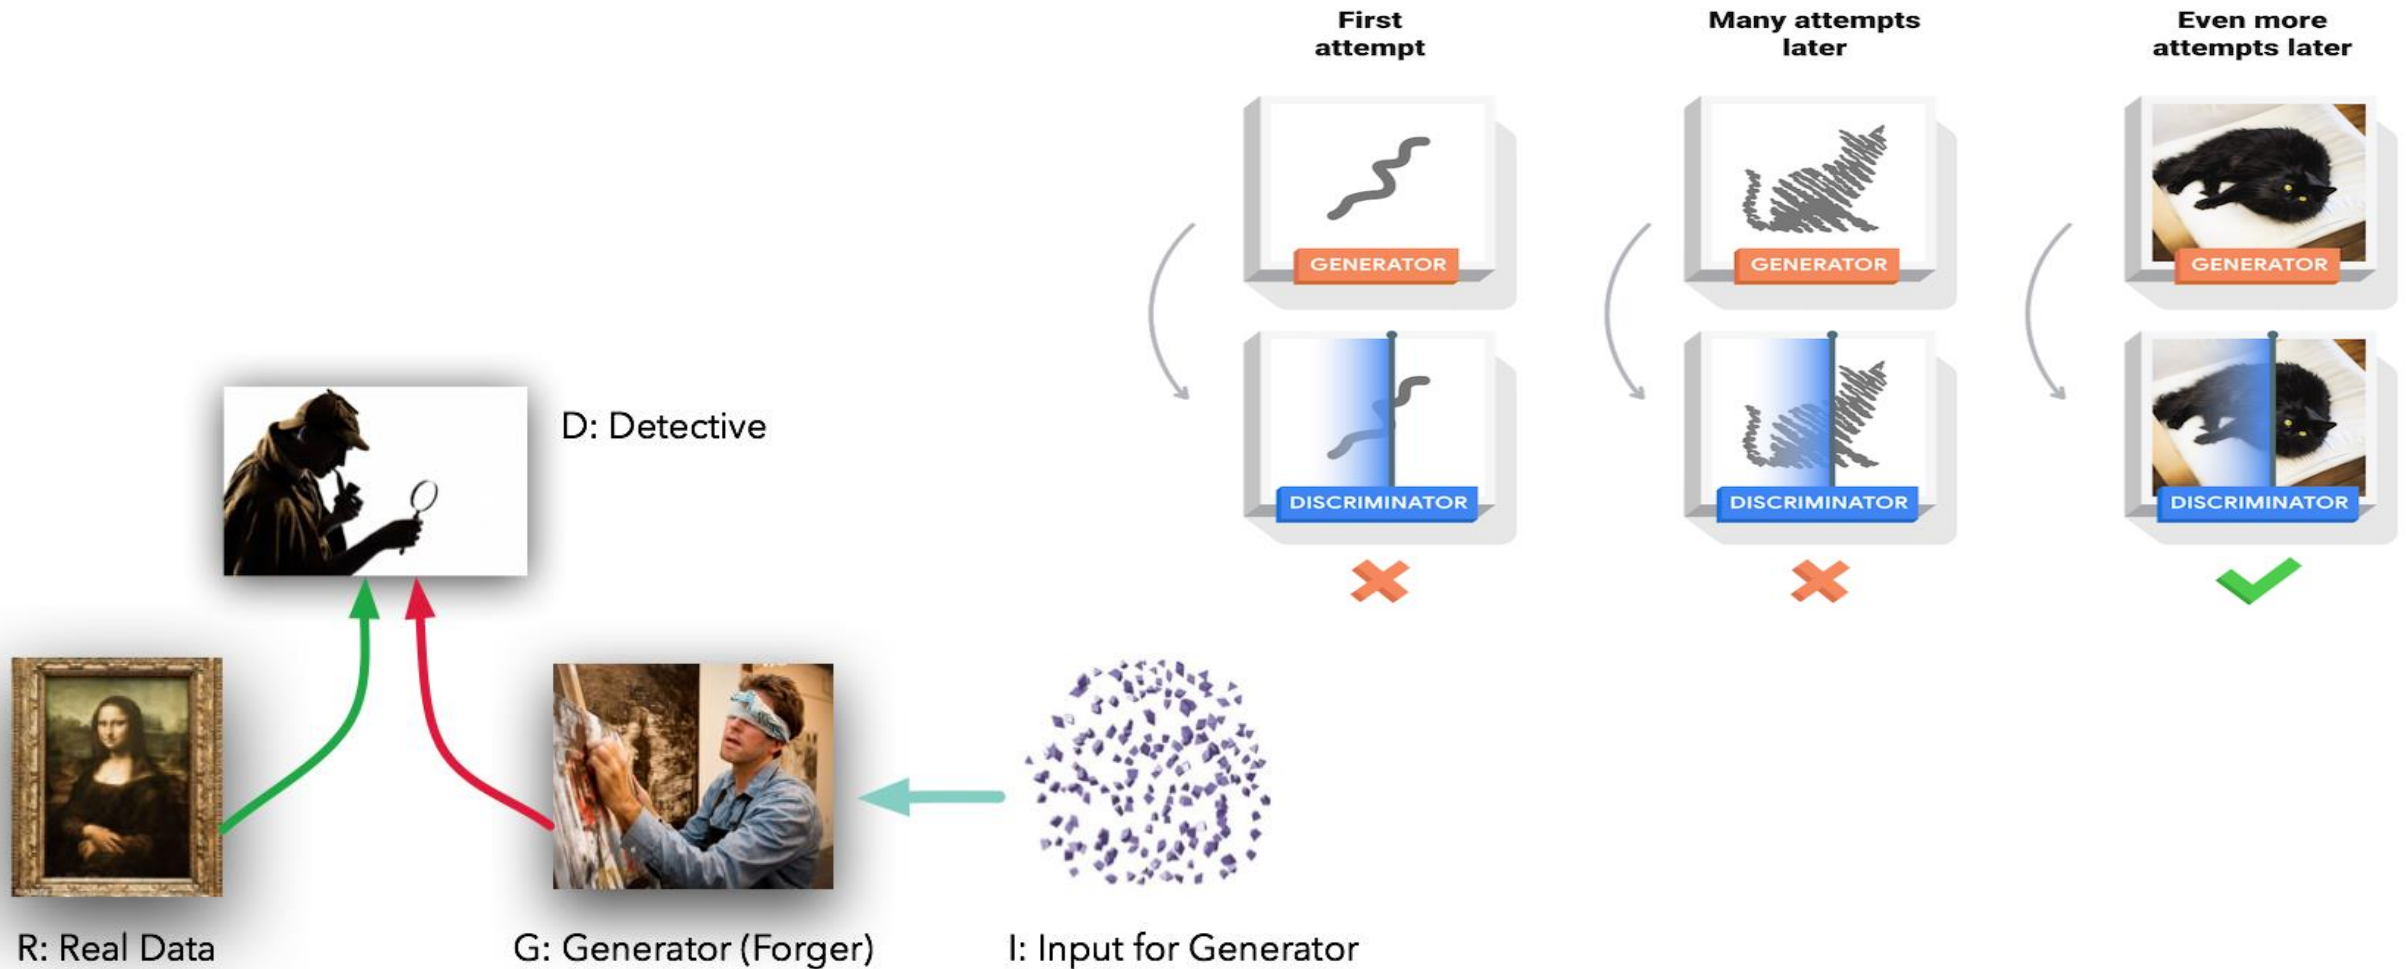 First
attempt
Many attempts
later
Even more
attempts later
GENERATOR
GENERATOR
GENERATOR
DISCRIMINATOR
DISCRIMINATOR
DISCRIMINATOR
D: Detective
R: Real Data
G: Generator (Forger)
I: Input for Generator